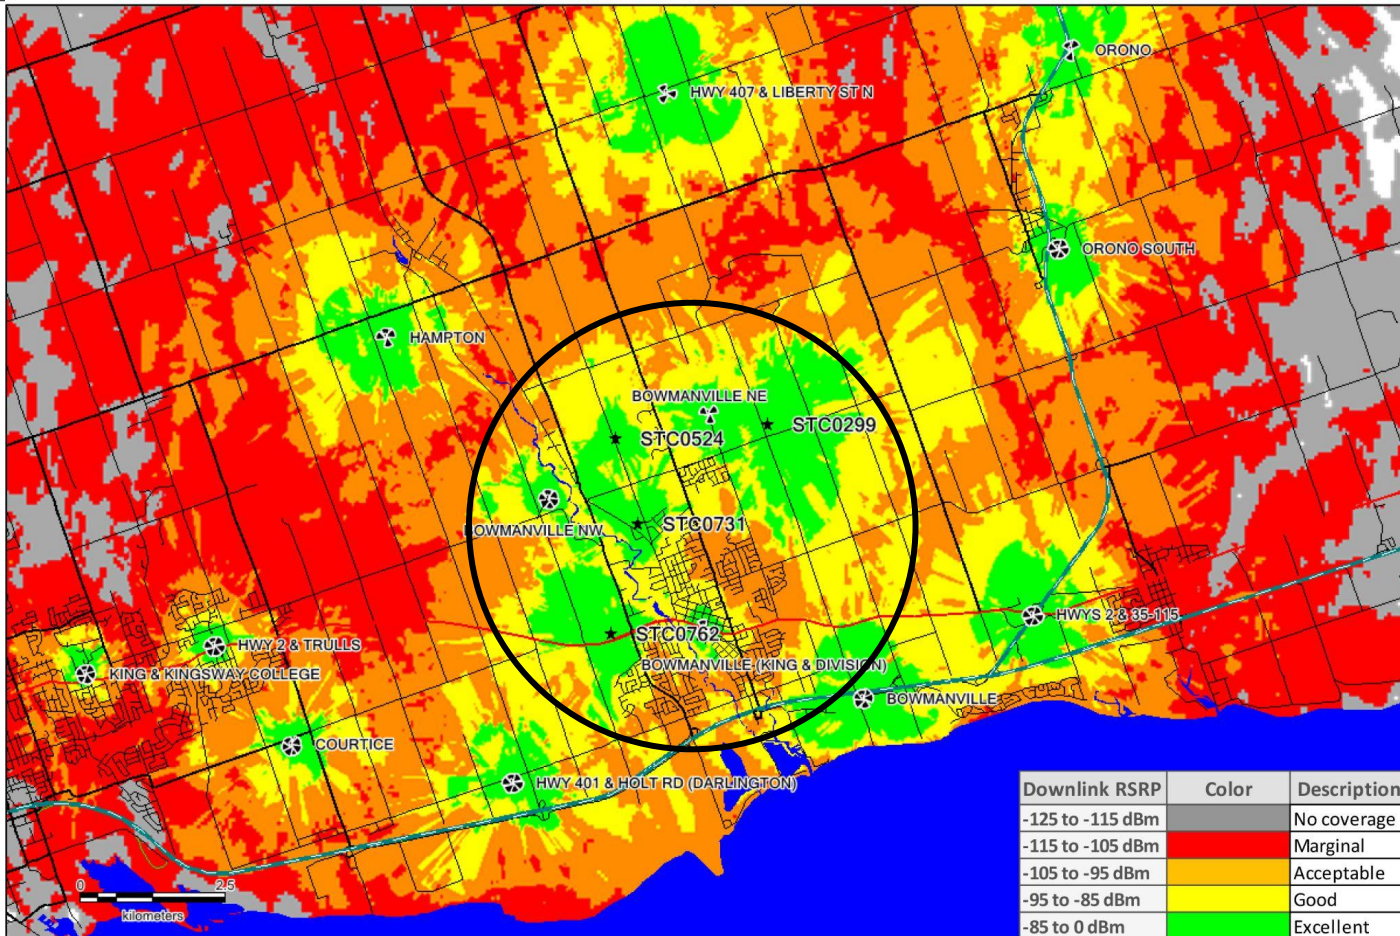 ORONO
HWY 407 & LIBERTY ST N
ORONO SOUTH
HAMPTON
BOWMANVILLE NE
STC0299
STC0524
BOWMANVILLE NW
STC0731
HWYS 2 & 35-115
STC0762
HWY 2 & TRULLS
BOWMANVILLE (KING & DIVISION)
KING & KINGSWAY COLLEGE
BOWMANVILLE
COURTICE
HWY 401 & HOLT RD (DARLINGTON)
0 2.5
kilometers
Downlink RSRP Color Description
-125 to -115 dBm No coverage
-115 to -105 dBm Marginal
-105 to -95 dBm Acceptable
-95 to -85 dBm Good
-85 to 0 dBm Excellent